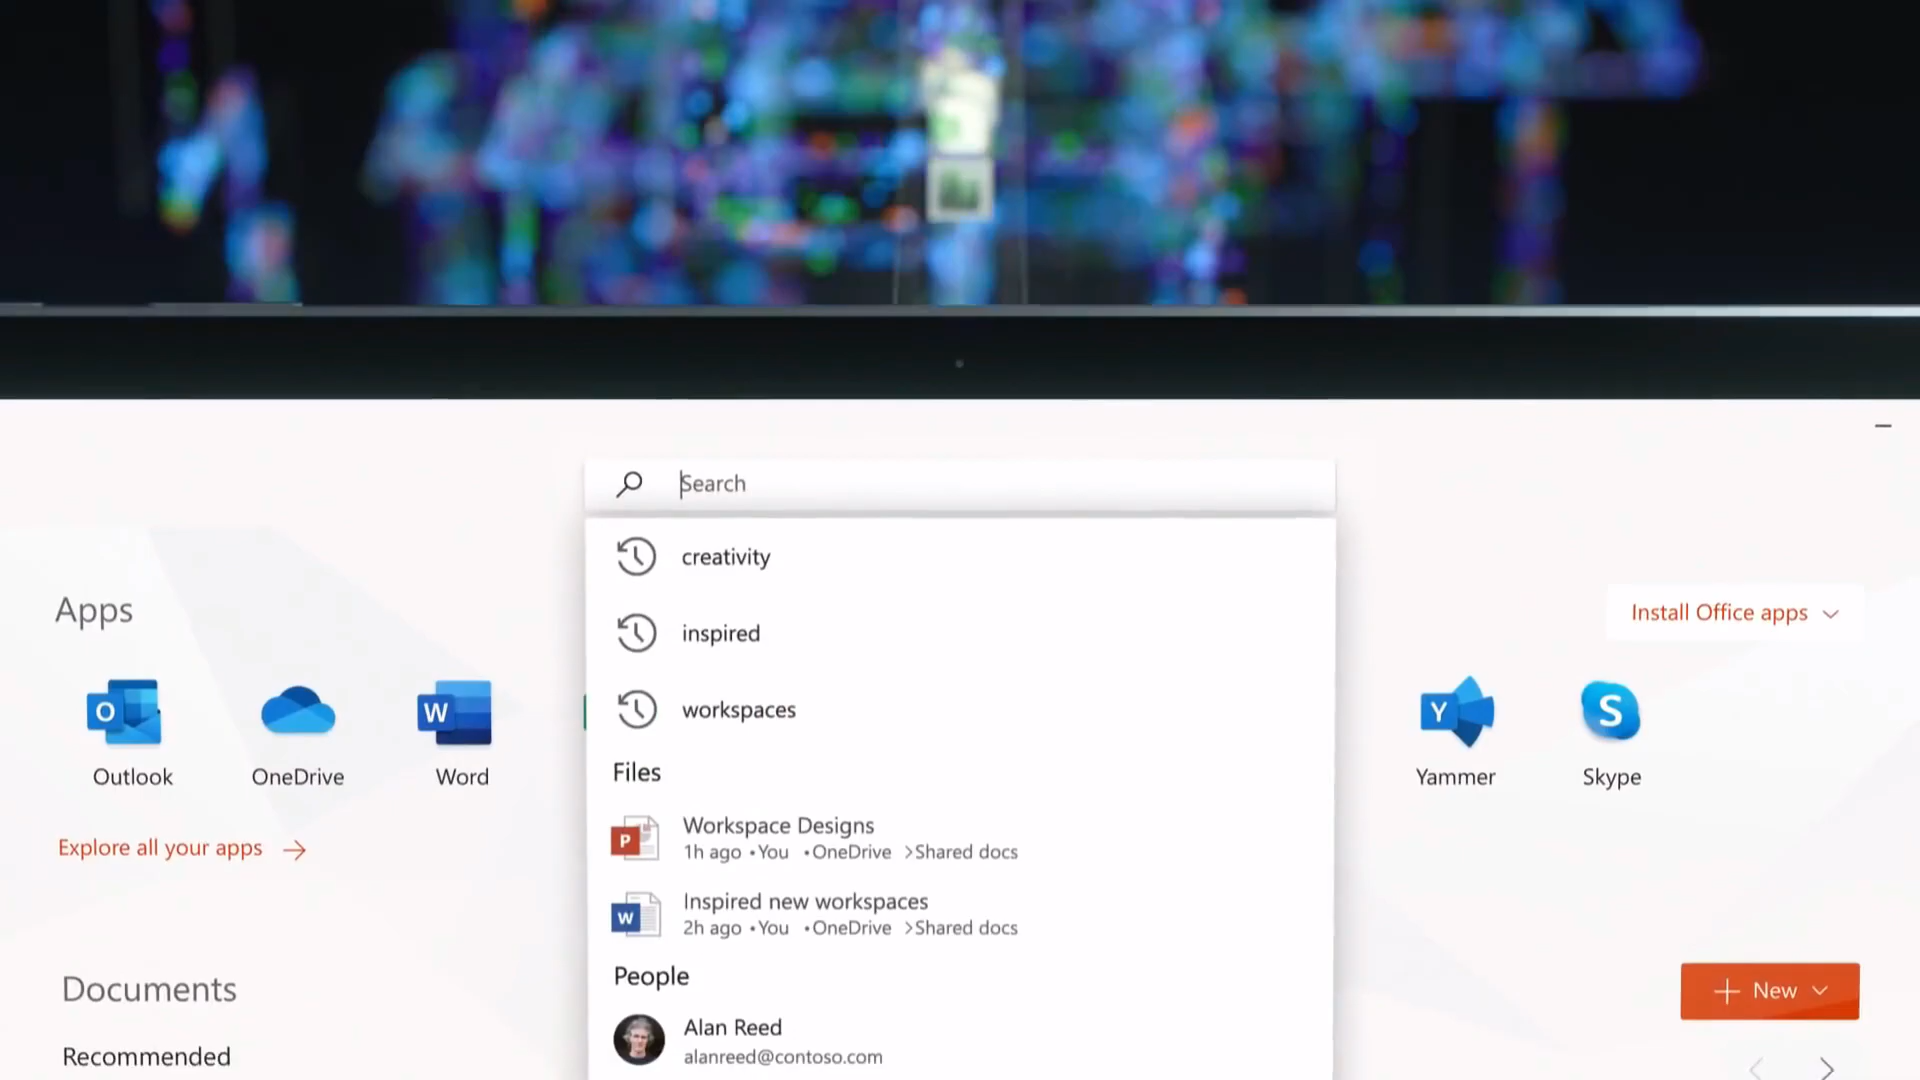 Search
creativity
inspired
workspaces
Files
P
Workspace Designs
1h ago •You •OneDrive >Shared docs
W
Inspired new workspaces
2h ago •You •OneDrive >Shared docs
People
Alan Reed
alanreed@contoso.com
Apps
Install Office apps
O
W
Y
S
Outlook
OneDrive
Word
Yammer
Skype
Explore all your apps
Documents
New
Recommended